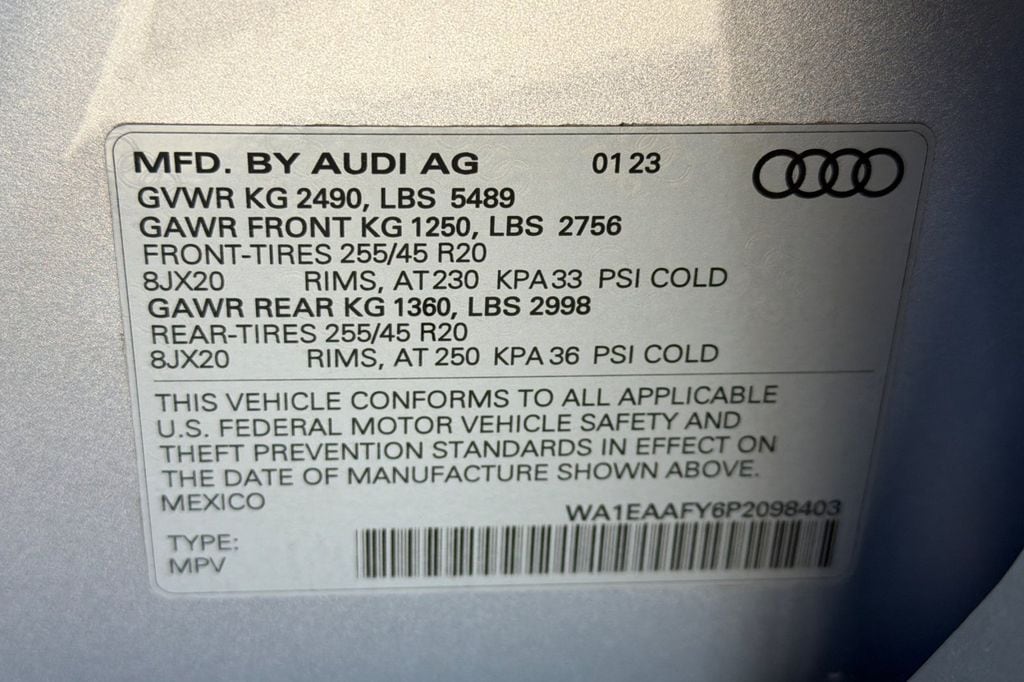 MFD. BY AUDI AG 01 23
GVWR KG 2490, LBS 5489
GAWR FRONT KG 1250, LBS 2756
FRONT-TIRES 255/45 R20
8JX20 RIMS, AT 230 KPA 33 PSI COLD
GAWR REAR KG 1360, LBS 2998
REAR-TIRES 255/45 R20
8JX20 RIMS, AT 250 KPA 36 PSI COLD
THIS VEHICLE CONFORMS TO ALL APPLICABLE
U.S. FEDERAL MOTOR VEHICLE SAFETY AND
THEFT PREVENTION STANDARDS IN EFFECT ON
THE DATE OF MANUFACTURE SHOWN ABOVE.
MEXICO
WA1EAAFY6P2098403
TYPE:
MPV